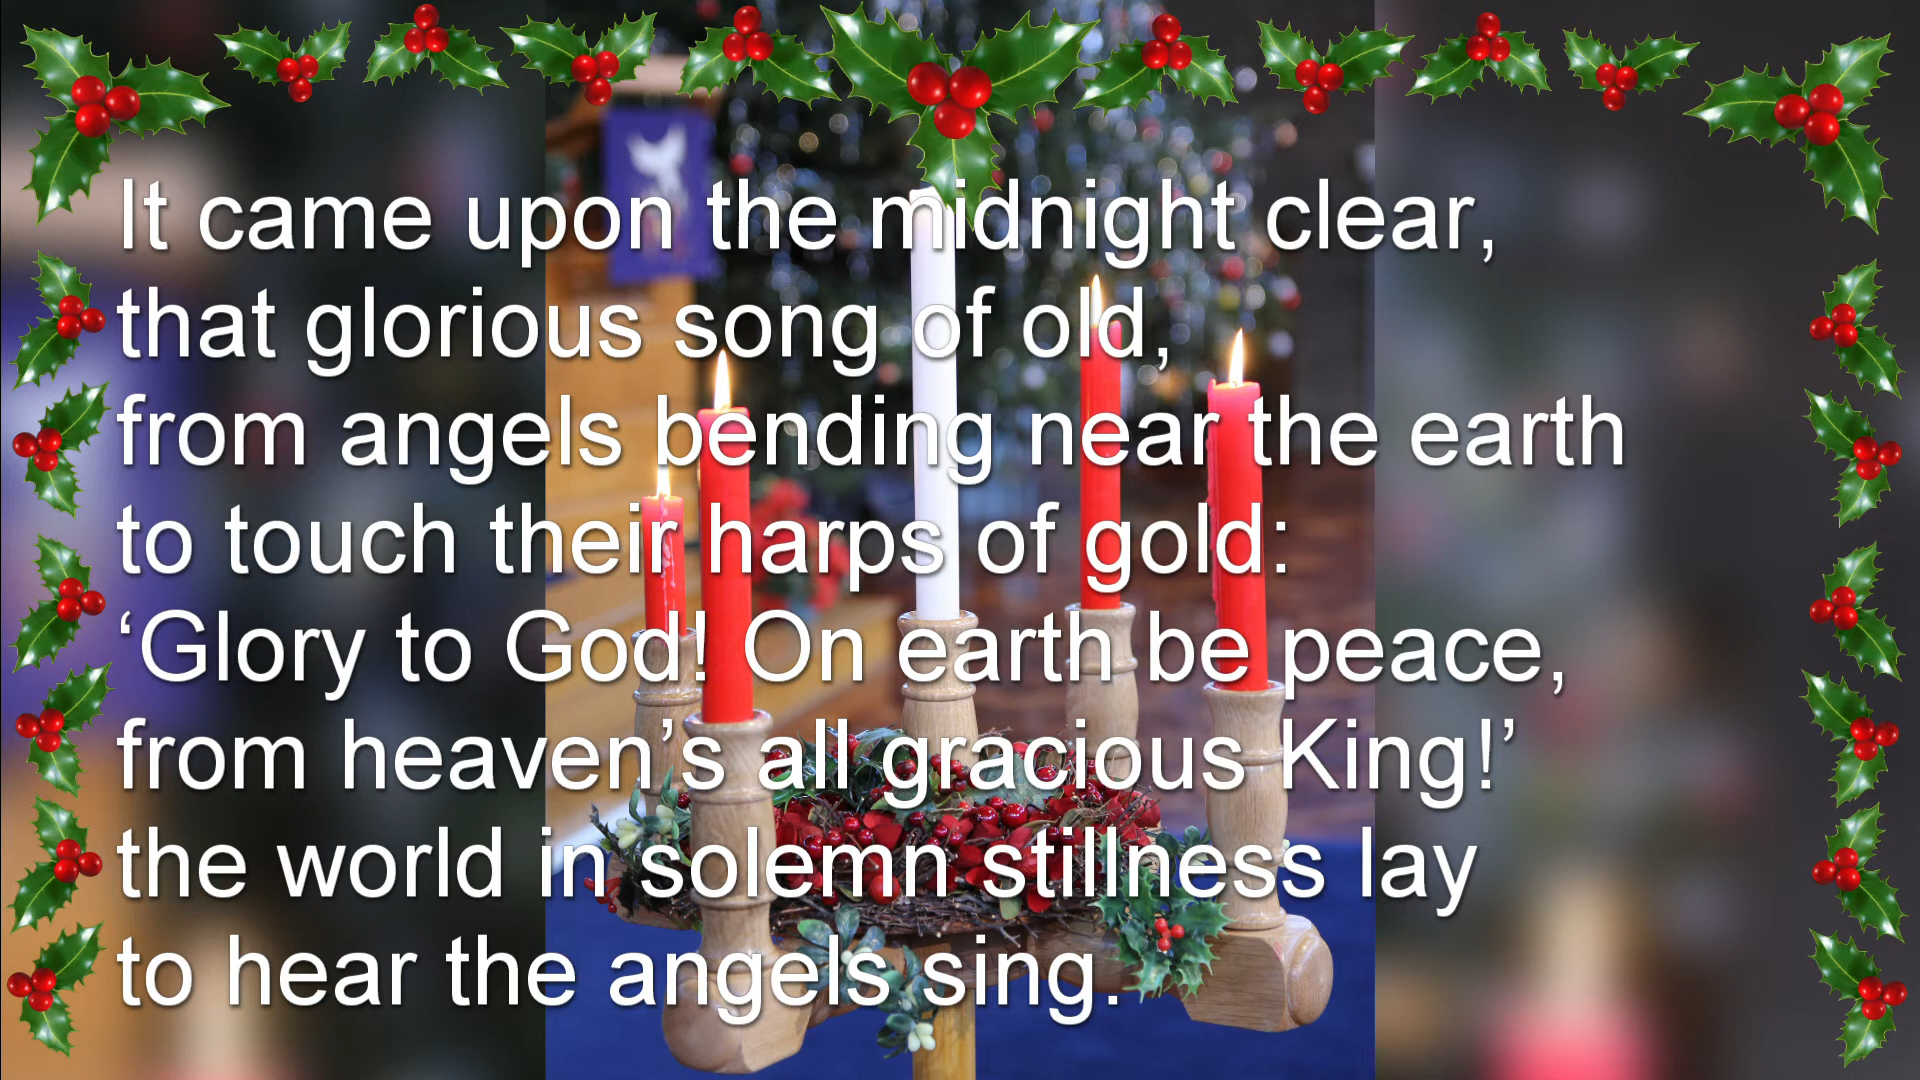 It came upon the midnight clear,
that glorious song of old,
from angels bending near the earth
to touch their harps of gold:
‘Glory to God! On earth be peace,
from heaven’s all gracious King!’
the world in solemn stillness lay
to hear the angels sing.